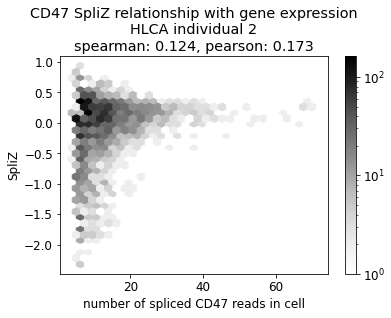 CD47 SpliZ relationship with gene expression
HLCA individual 2
spearman: 0.124, pearson: 0.173
1.0
0.5
0.0
−0.5
−1.0
−1.5
−2.0
SpliZ
20
40
60
number of spliced CD47 reads in cell
10²
10¹
10⁰